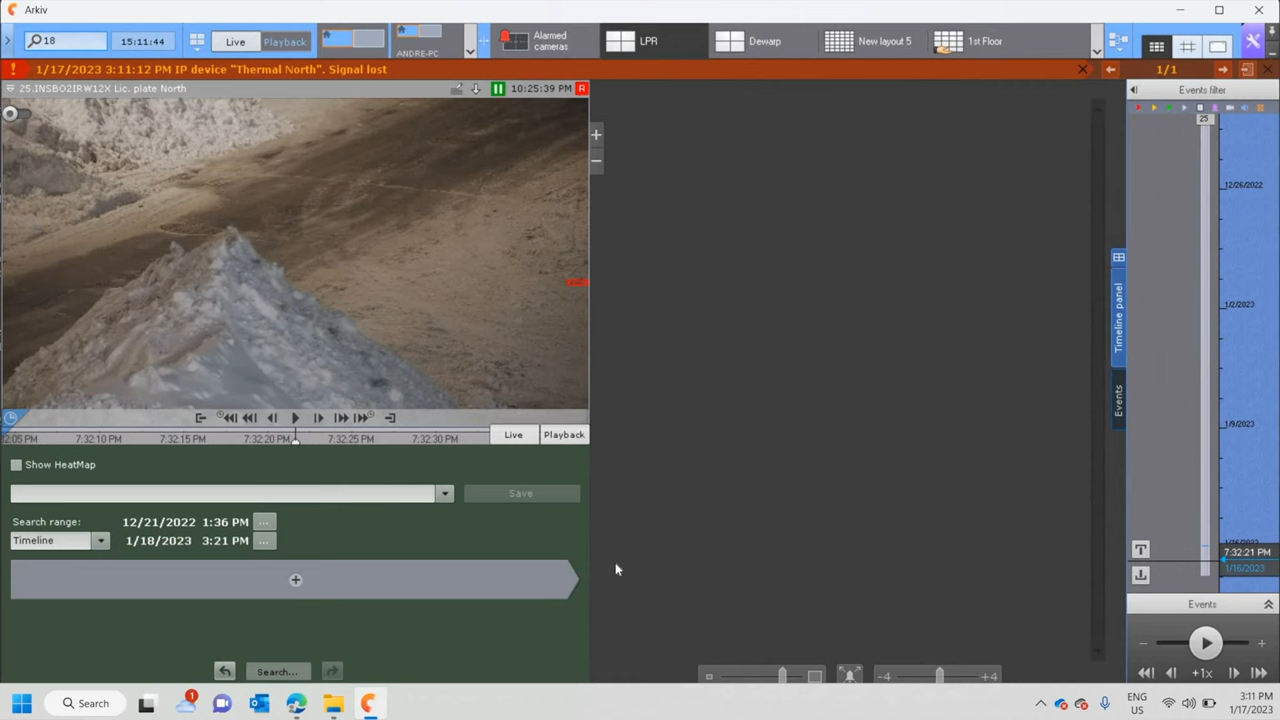 Arkiv
18
15:11:44
Live
Playback
ANDRE-PC
Alarmed
cameras
LPR
Dewarp
New layout 5
1st Floor
1/17/2023 3:11:12 PM IP device "Thermal North". Signal lost
1/1
25.INSBO2IRW12X Lic. plate North
10:25:39 PM
R
Events filter
25
12/26/2022
1/2/2023
Timeline panel
Events
1/9/2023
2:05 PM
7:32:10 PM
7:32:15 PM
7:32:20 PM
7:32:25 PM
7:32:30 PM
Live
Playback
Show HeatMap
Save
Search range:
12/21/2022 1:36 PM
...
Timeline
1/18/2023 3:21 PM
...
7:32:21 PM
1/16/2023
Events
Search...
-4
+4
+1x
Search
1
ENG
US
3:11 PM
1/17/2023